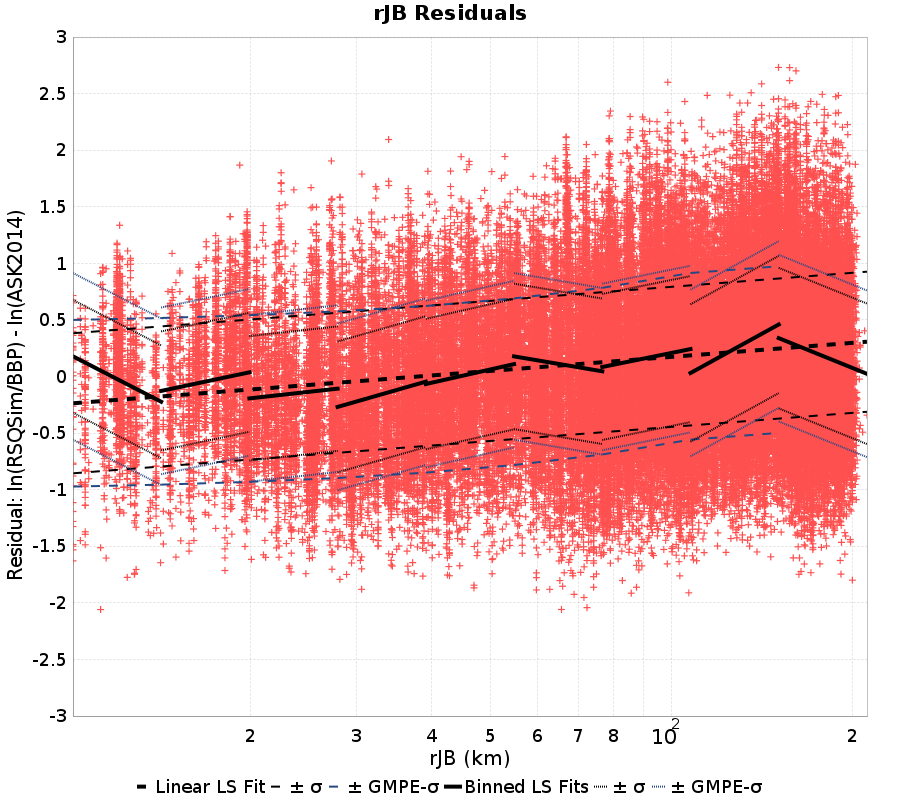 rJB Residuals
3
2.5
2
1.5
1
0.5
0
-0.5
-1
-1.5
-2
-2.5
-3
Residual: ln(RSQSim/BBP) - ln(ASK2014)
2 3 4 5 6 7 8 10² 2
rJB (km)
Linear LS Fit ± σ ± GMPE-σ Binned LS Fits ± σ ± GMPE-σ